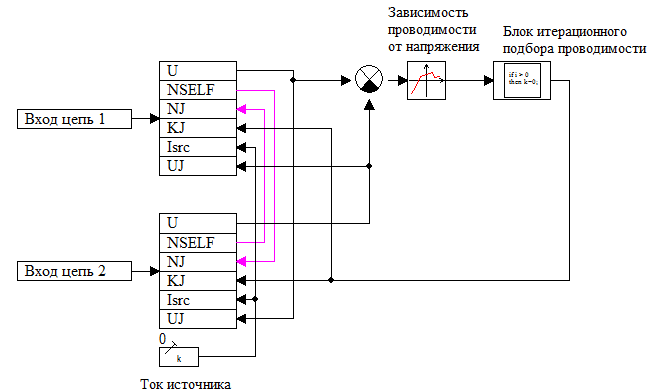 Зависимость
проводимости
от напряжения
Блок итерационного
подбора проводимости
if i > 0
then k=0;
Вход цепь 1
U
NSELF
NJ
KJ
Isrc
UJ
Вход цепь 2
U
NSELF
NJ
KJ
Isrc
UJ
0
k
Ток источника